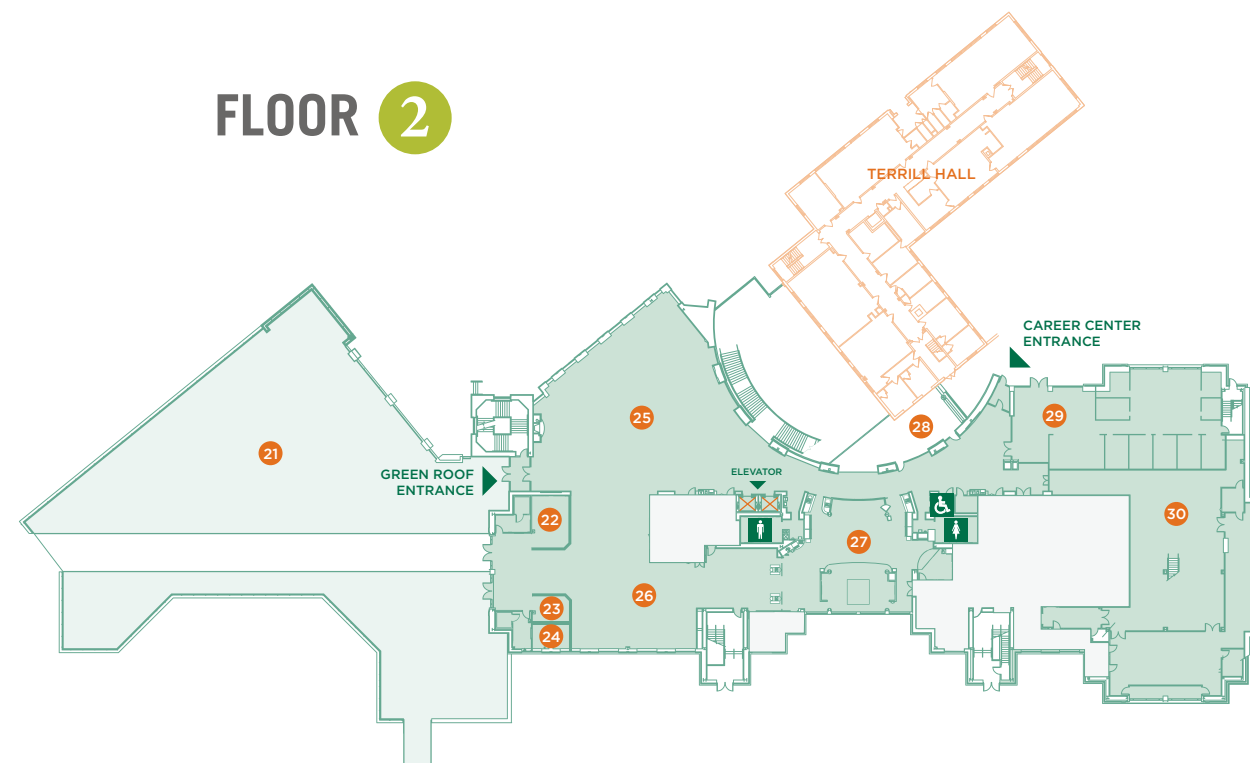 FLOOR 2
TERRILL HALL
CAREER CENTER
ENTRANCE
29
25
28
21
ELEVATOR
GREEN ROOF
ENTRANCE
22
30
27
26
23
24